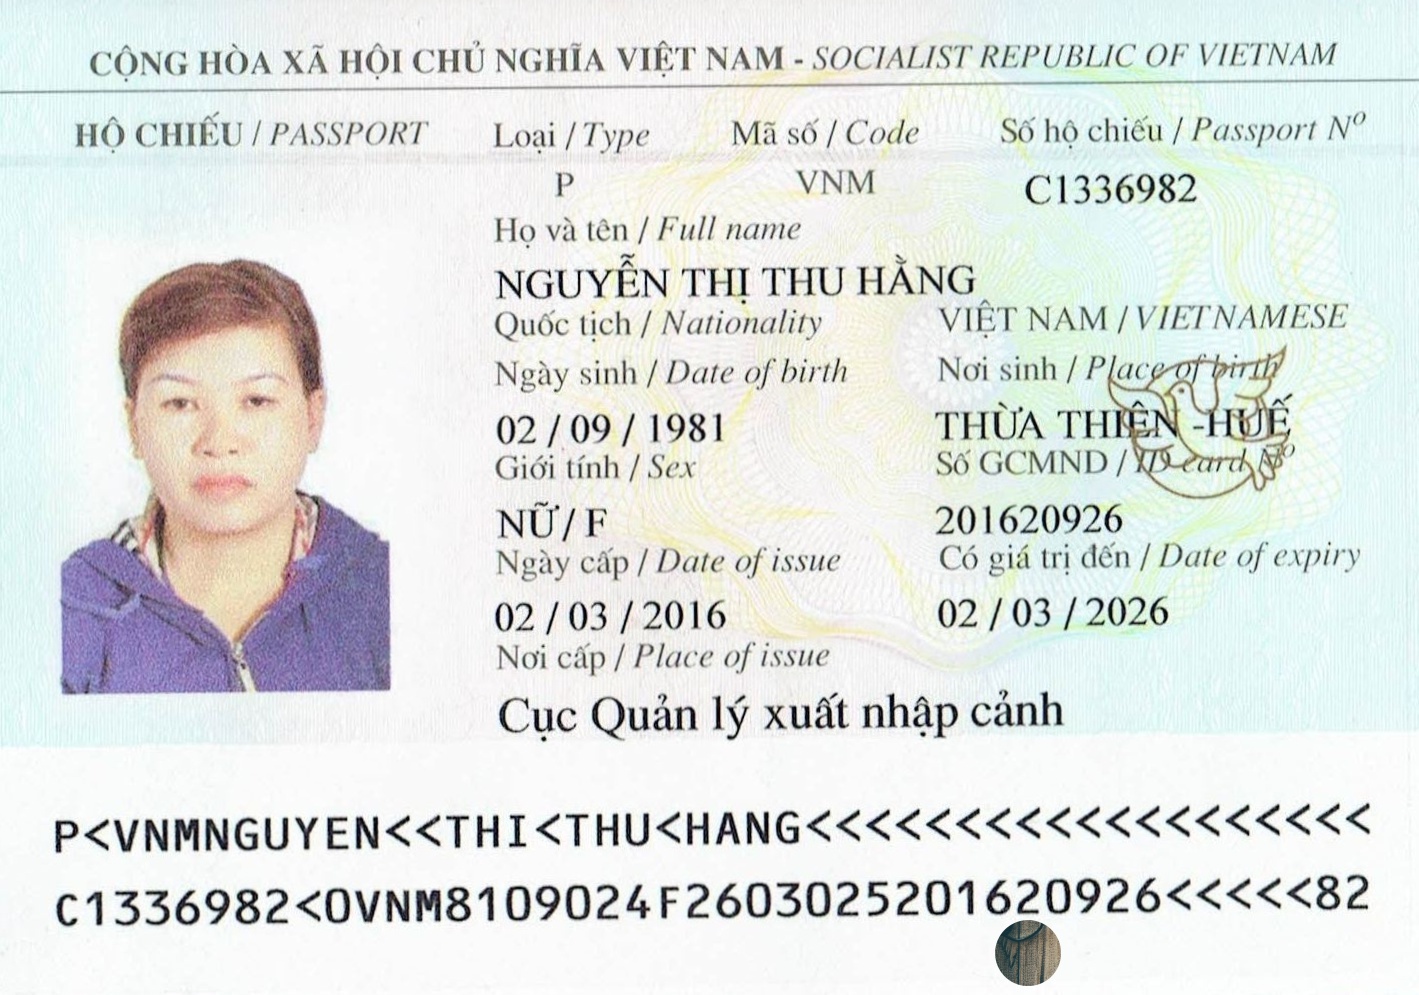 CỘNG HÒA XÃ HỘI CHỦ NGHĨA VIỆT NAM - SOCIALIST REPUBLIC OF VIETNAM
HỘ CHIẾU / PASSPORT Loại / Type Mã số / Code Số hộ chiếu / Passport Nº
P VNM C1336982
Họ và tên / Full name
NGUYỄN THỊ THU HẰNG
Quốc tịch / Nationality VIỆT NAM / VIETNAMESE
Ngày sinh / Date of birth Nơi sinh / Place of birth
02 / 09 / 1981 THỪA THIÊN -HUẾ
Giới tính / Sex Số GCMND / ID card Nº
NỮ / F 201620926
Ngày cấp / Date of issue Có giá trị đến / Date of expiry
02 / 03 / 2016 02 / 03 / 2026
Nơi cấp / Place of issue
Cục Quản lý xuất nhập cảnh
P<VNMNGUYEN<<THI<THU<HANG<<<<<<<<<<<<<<<<<<<
C1336982<0VNM8109024F2603025201620926<<<<<82